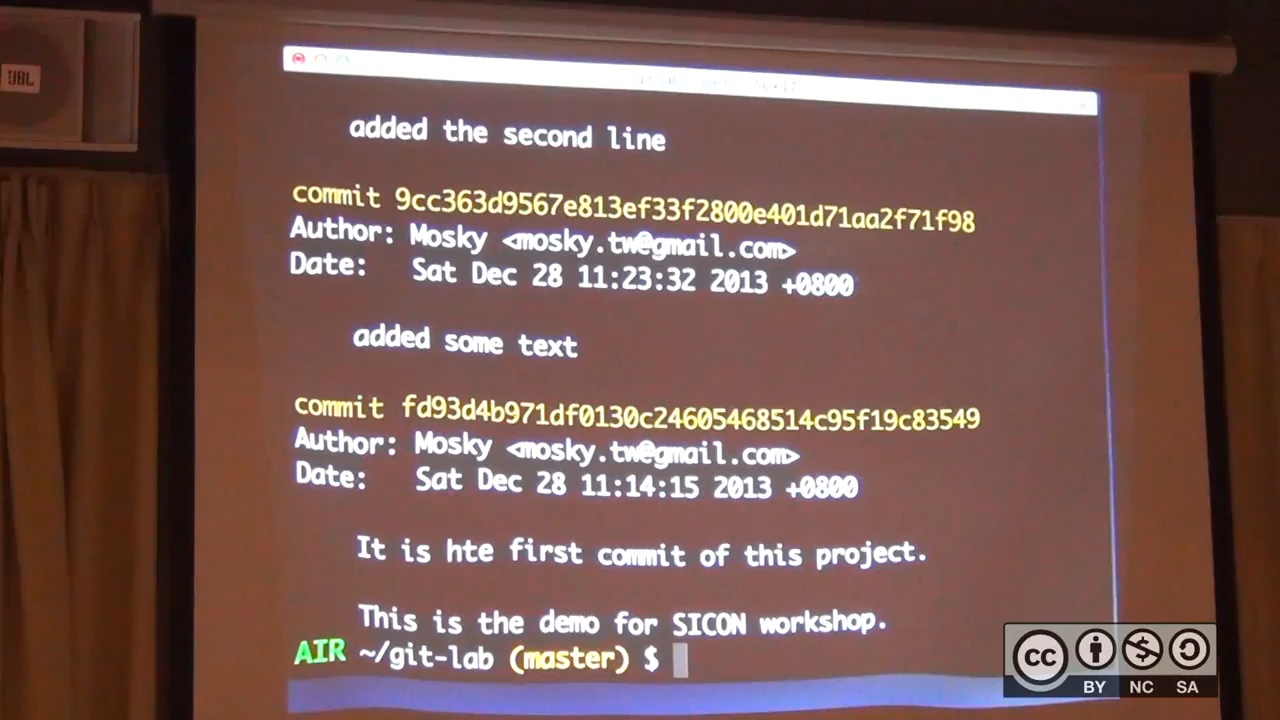 JBL
added the second line
commit 9cc363d9567e813ef33f2800e401d71aa2f71f98
Author: Mosky <mosky.tw@gmail.com>
Date: Sat Dec 28 11:23:32 2013 +0800
added some text
commit fd93d4b971df0130c24605468514c95f19c83549
Author: Mosky <mosky.tw@gmail.com>
Date: Sat Dec 28 11:14:15 2013 +0800
It is hte first commit of this project.
This is the demo for SICON workshop.
AIR ~/git-lab (master) $
cc
BY NC SA